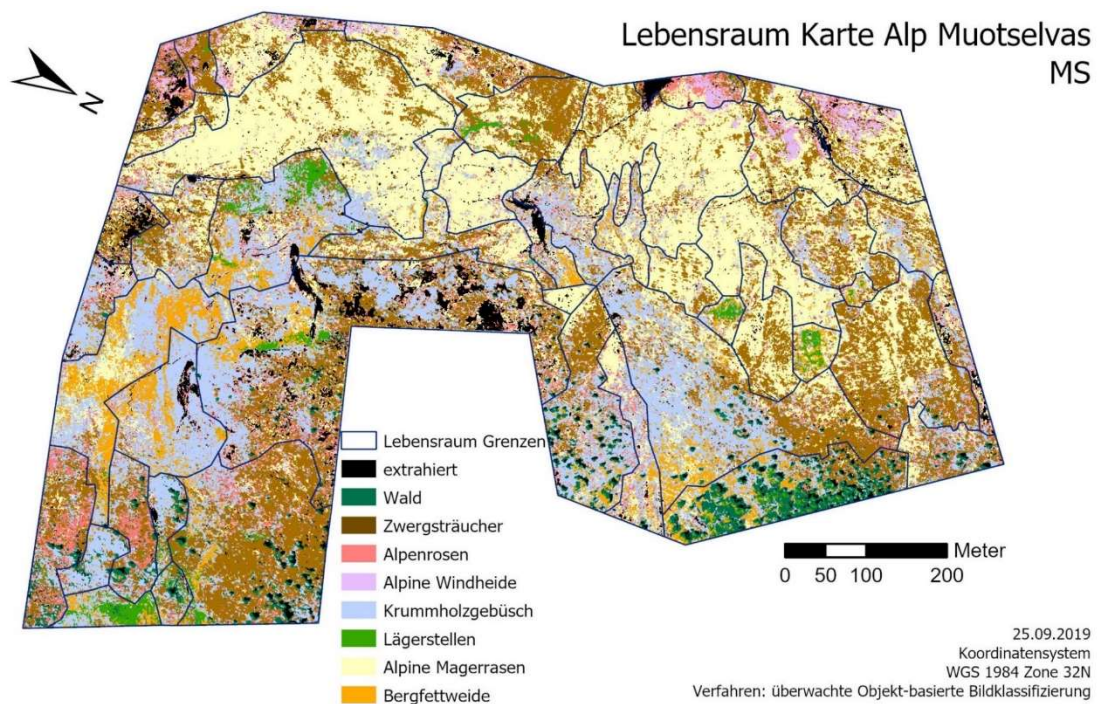 Lebensraum Karte Alp Muotselvas
MS
N
Lebensraum Grenzen
extrahiert
Wald
Zwergsträucher
Alpenrosen
Alpine Windheide
Krummholzgebüsch
Lägerstellen
Alpine Magerrasen
Bergfettweide
Meter
0 50 100 200
25.09.2019
Koordinatensystem
WGS 1984 Zone 32N
Verfahren: überwachte Objekt-basierte Bildklassifizierung